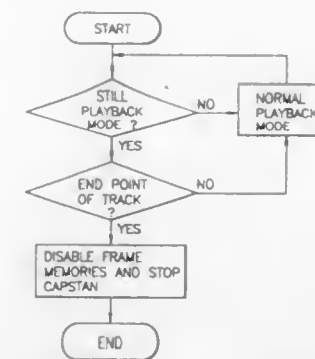 START
STILL
PLAYBACK
MODE ?
NO
NORMAL
PLAYBACK
MODE
YES
END POINT
OF TRACK
?
NO
YES
DISABLE FRAME
MEMORIES AND STOP
CAPSTAN
END